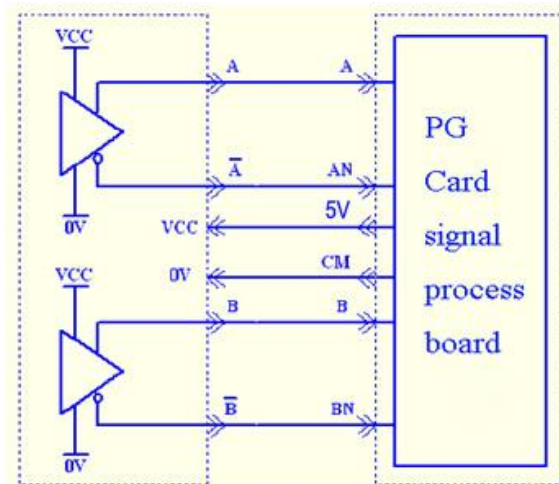 VCC
A A
PG
A̅ AN
Card
0V
VCC 5V
signal
VCC
0V CM
process
B B
board
B̅ BN
0V